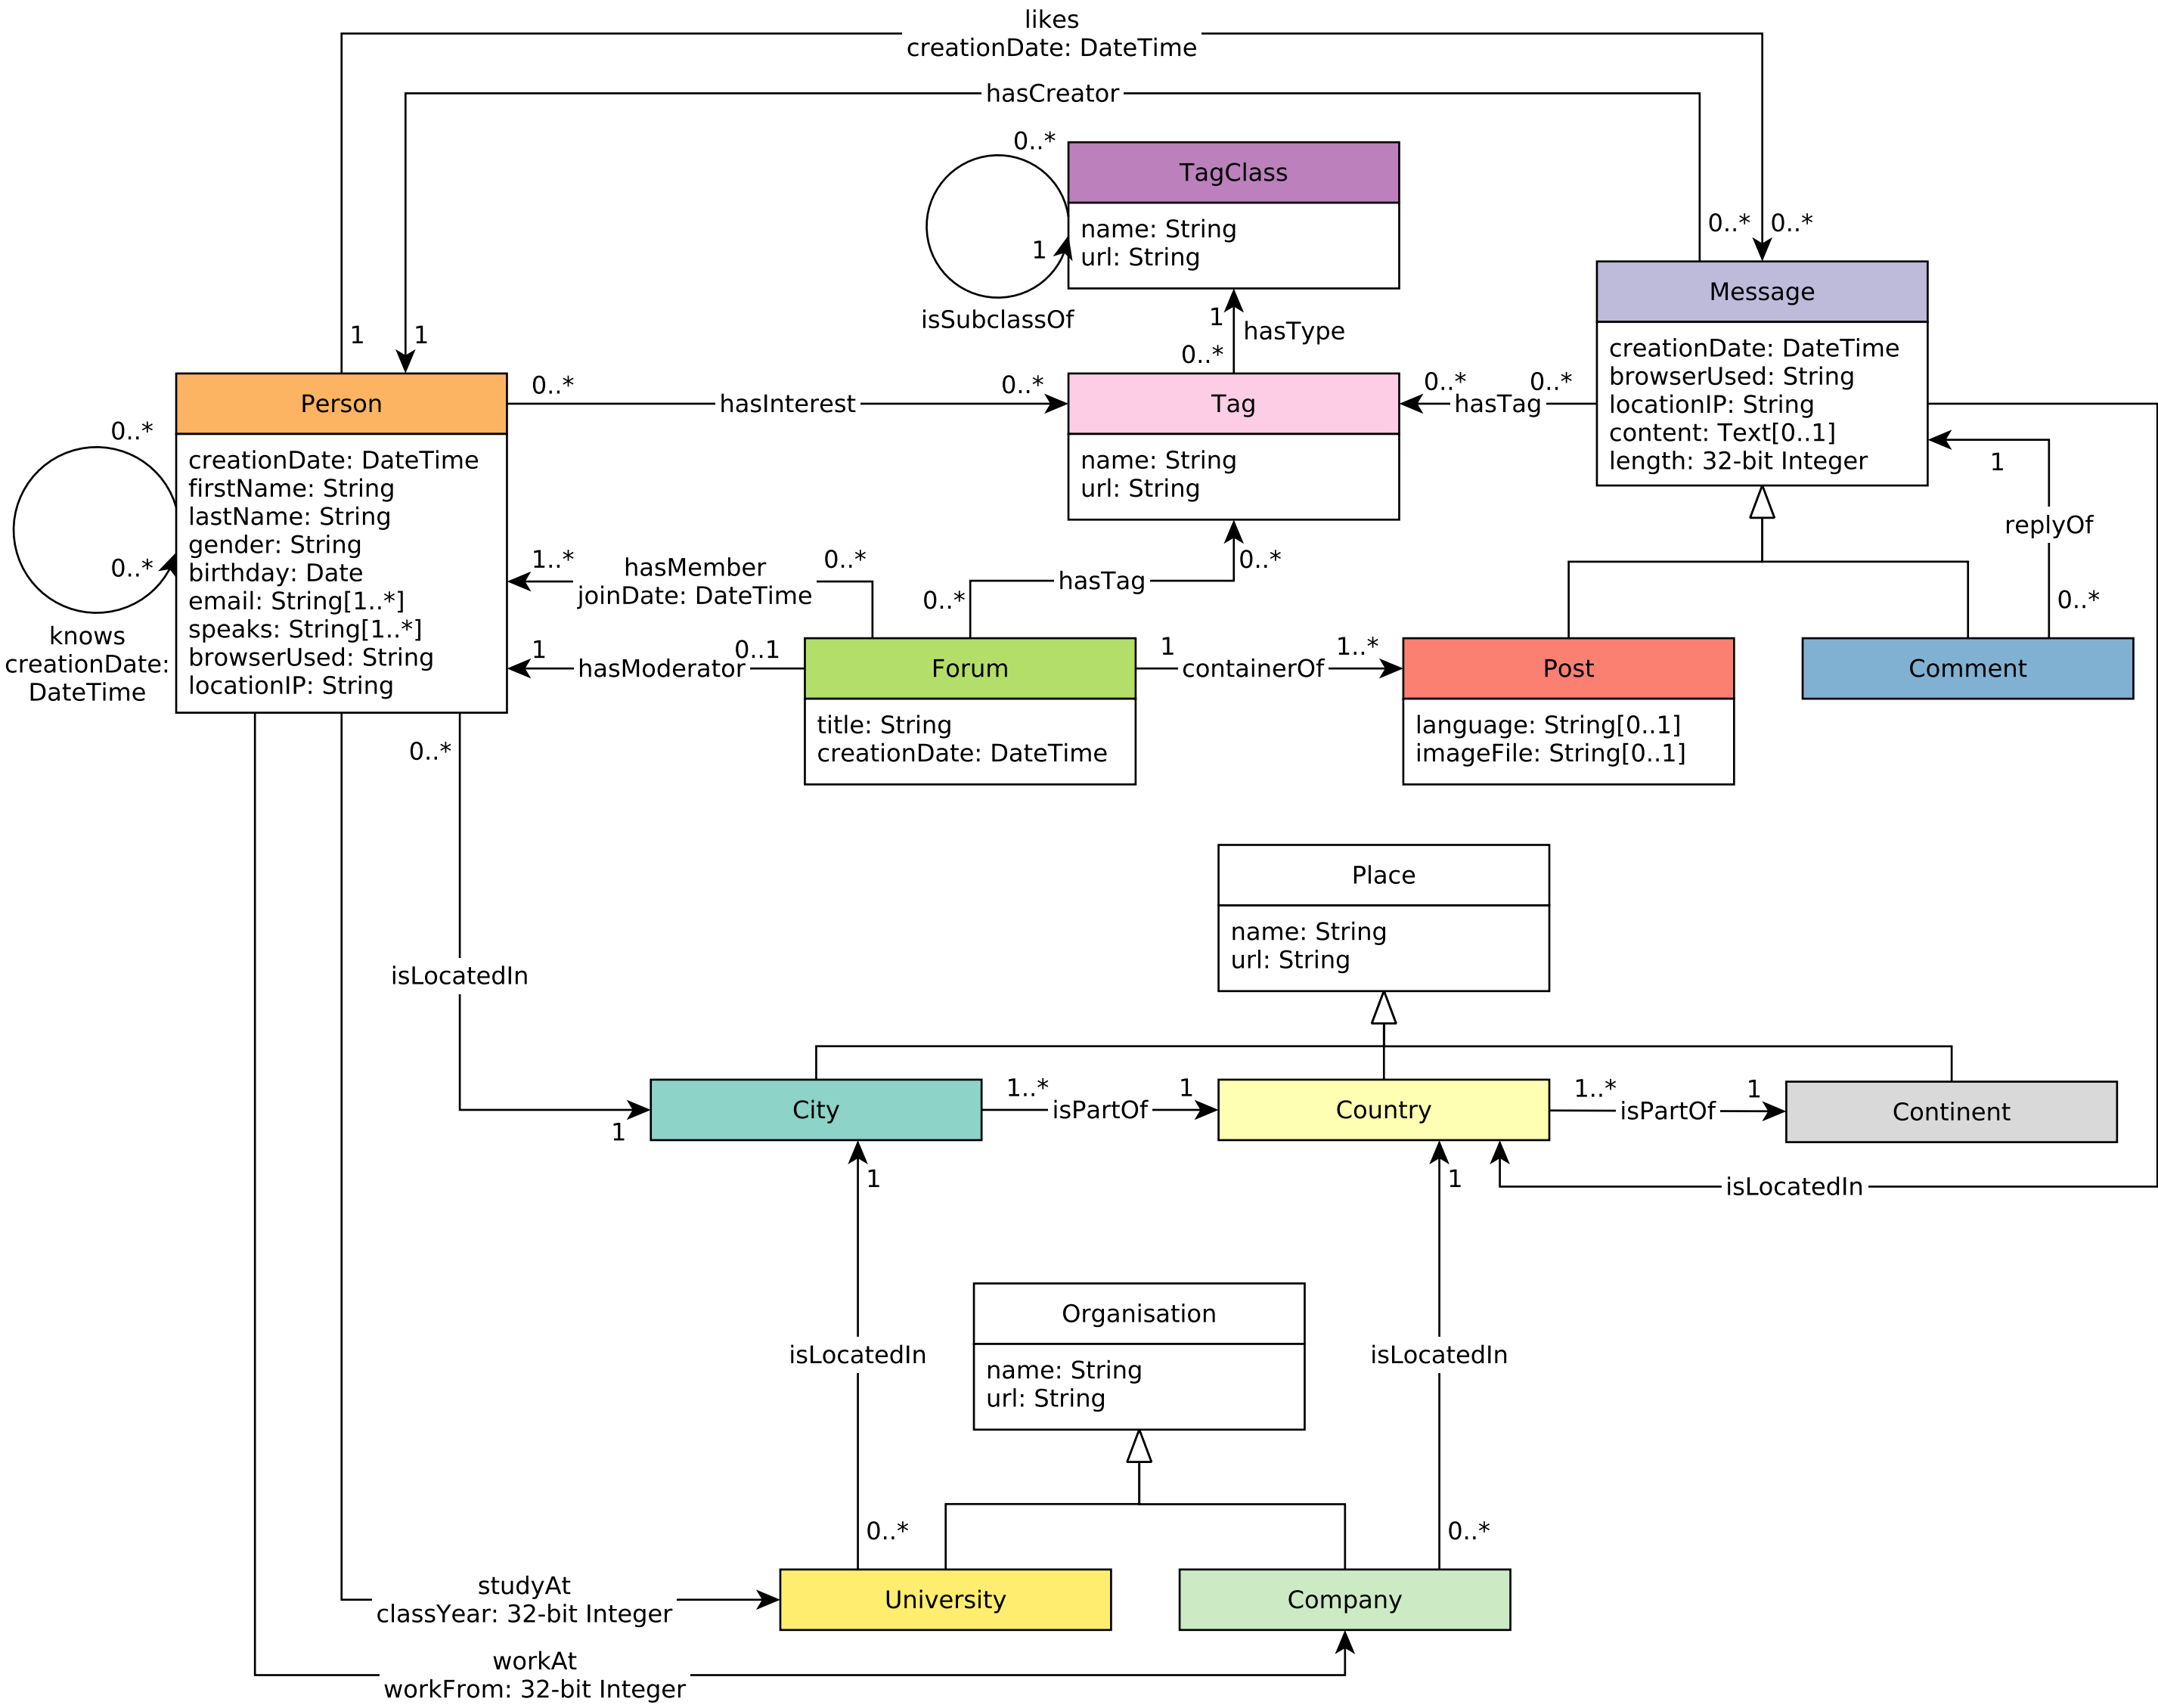 likes
creationDate: DateTime
hasCreator
0..*
TagClass
name: String
url: String
1
isSubclassOf
0..*
0..*
Message
creationDate: DateTime
browserUsed: String
locationIP: String
content: Text[0..1]
length: 32-bit Integer
1
1
1
hasType
0..*
Person
creationDate: DateTime
firstName: String
lastName: String
gender: String
birthday: Date
email: String[1..*]
speaks: String[1..*]
browserUsed: String
locationIP: String
0..*
hasInterest
0..*
Tag
name: String
url: String
0..*
hasTag
0..*
0..*
0..*
knows
creationDate:
DateTime
1
replyOf
0..*
1..*
hasMember
joinDate: DateTime
0..*
0..*
hasTag
0..*
1
hasModerator
0..1
Forum
title: String
creationDate: DateTime
1
containerOf
1..*
Post
language: String[0..1]
imageFile: String[0..1]
Comment
0..*
isLocatedIn
1
Place
name: String
url: String
City
1..*
isPartOf
1
Country
1..*
isPartOf
1
Continent
1
1
isLocatedIn
Organisation
name: String
url: String
isLocatedIn
isLocatedIn
0..*
0..*
studyAt
classYear: 32-bit Integer
University
Company
workAt
workFrom: 32-bit Integer